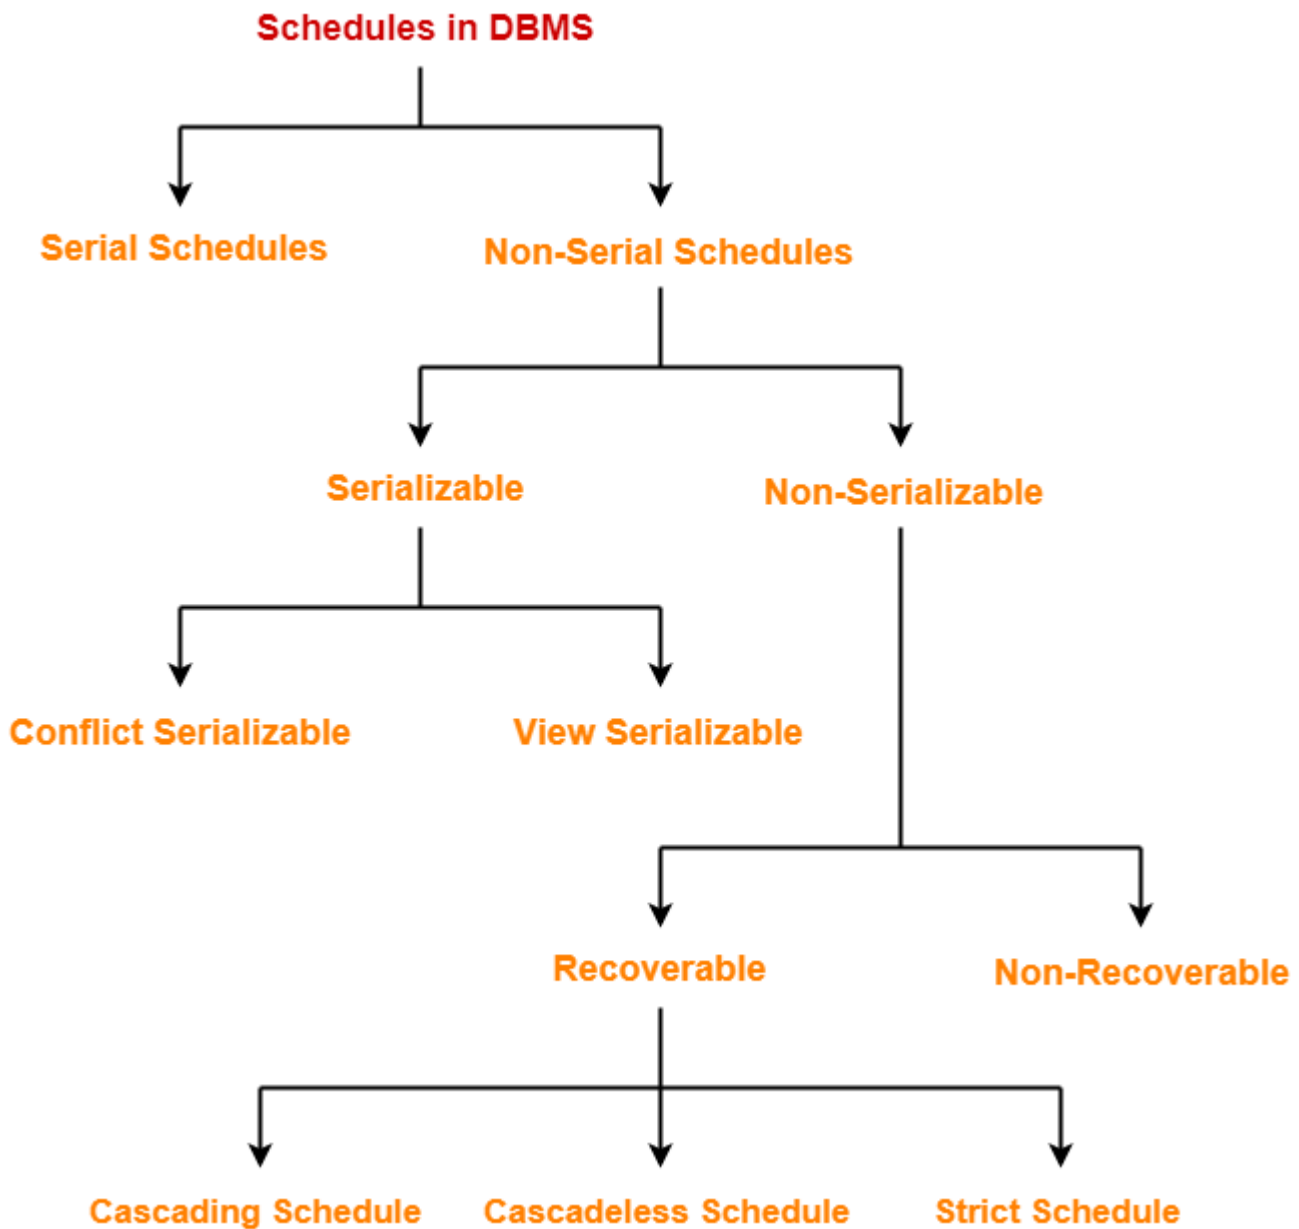 Schedules in DBMS
Serial Schedules
Non-Serial Schedules
Serializable
Non-Serializable
Conflict Serializable
View Serializable
Recoverable
Non-Recoverable
Cascading Schedule
Cascadeless Schedule
Strict Schedule